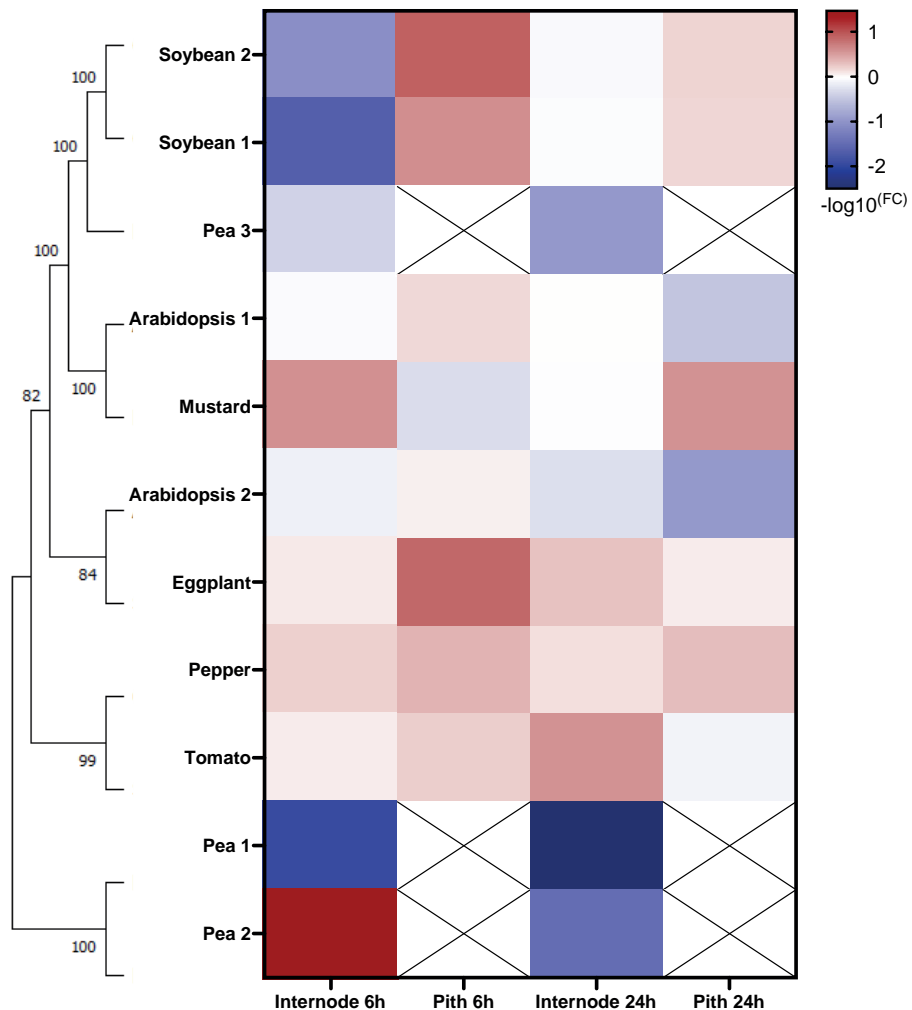 100
100
100
100
82
84
99
100
Soybean 2
Soybean 1
Pea 3
Arabidopsis 1
Mustard
Arabidopsis 2
Eggplant
Pepper
Tomato
Pea 1
Pea 2
Internode 6h
Pith 6h
Internode 24h
Pith 24h
1
0
-1
-2
-log10(FC)